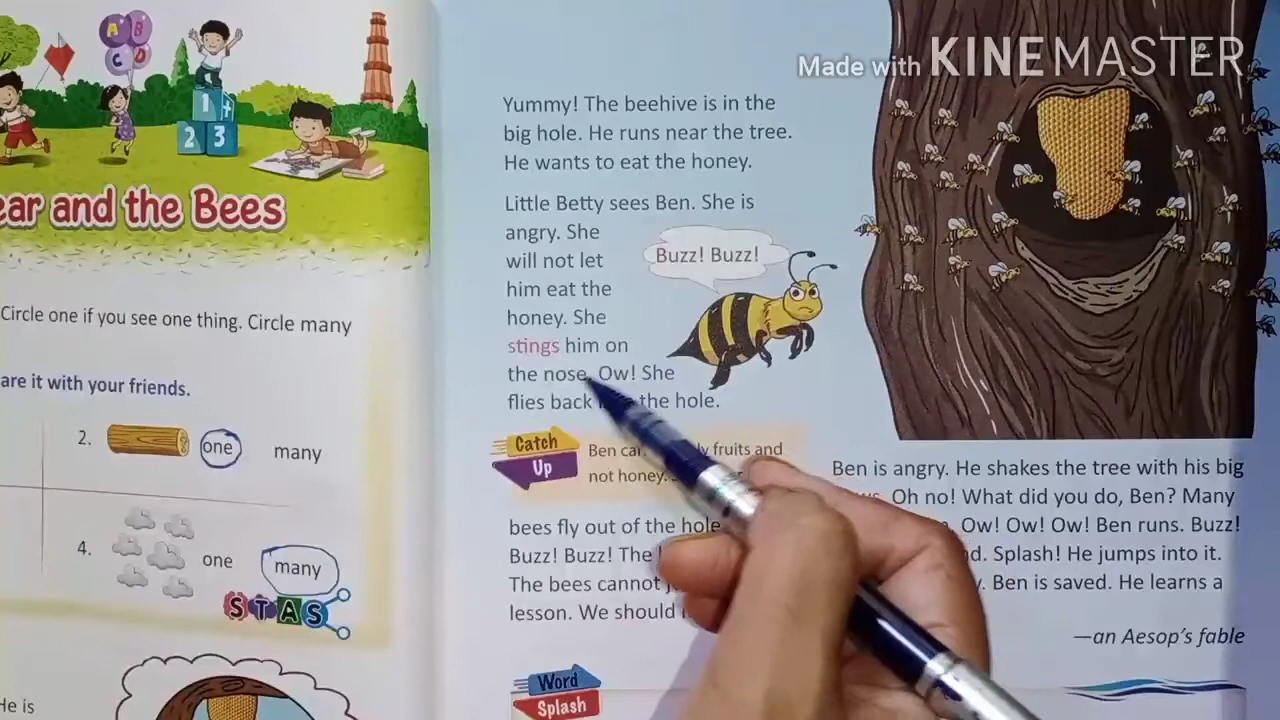 Made with KINEMASTER
A B
C D
1 +
2 3
ear and the Bees
Circle one if you see one thing. Circle many
are it with your friends.
2. one many
4. one many
STAS
He is
Yummy! The beehive is in the
big hole. He runs near the tree.
He wants to eat the honey.
Little Betty sees Ben. She is
angry. She
will not let
him eat the
honey. She
stings him on
the nose. Ow! She
flies back the hole.
Buzz! Buzz!
Catch
Up
Ben fruits and
not honey.
bees fly out of the hole
Buzz! Buzz! The
The bees cannot
lesson. We should
Word
Splash
Ben is angry. He shakes the tree with his big
Oh no! What did you do, Ben? Many
Ow! Ow! Ow! Ben runs. Buzz!
Splash! He jumps into it.
Ben is saved. He learns a
—an Aesop's fable